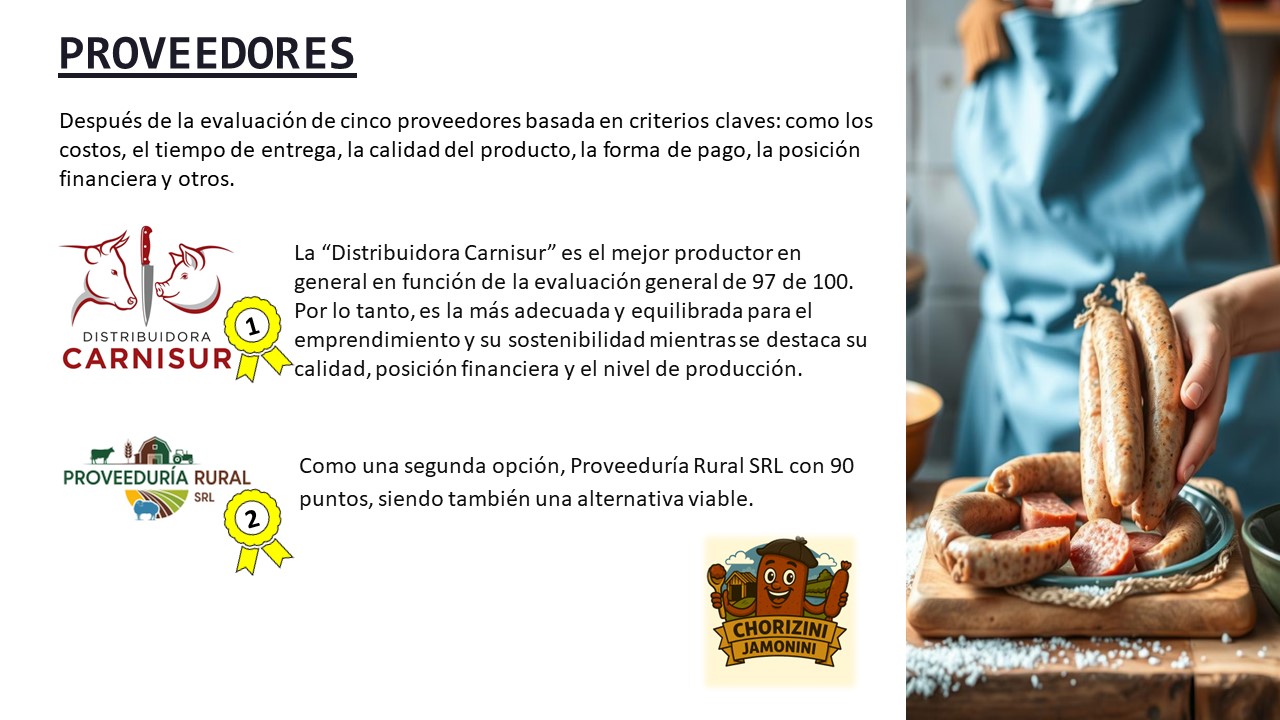 PROVEEDORES
Después de la evaluación de cinco proveedores basada en criterios claves: como los
costos, el tiempo de entrega, la calidad del producto, la forma de pago, la posición
financiera y otros.
La “Distribuidora Carnisur” es el mejor productor en
general en función de la evaluación general de 97 de 100.
Por lo tanto, es la más adecuada y equilibrada para el
emprendimiento y su sostenibilidad mientras se destaca su
calidad, posición financiera y el nivel de producción.
DISTRIBUIDORA
CARNISUR
1
Como una segunda opción, Proveeduría Rural SRL con 90
puntos, siendo también una alternativa viable.
PROVEEDURÍA RURAL
SRL
2
CHORIZINI
JAMONINI